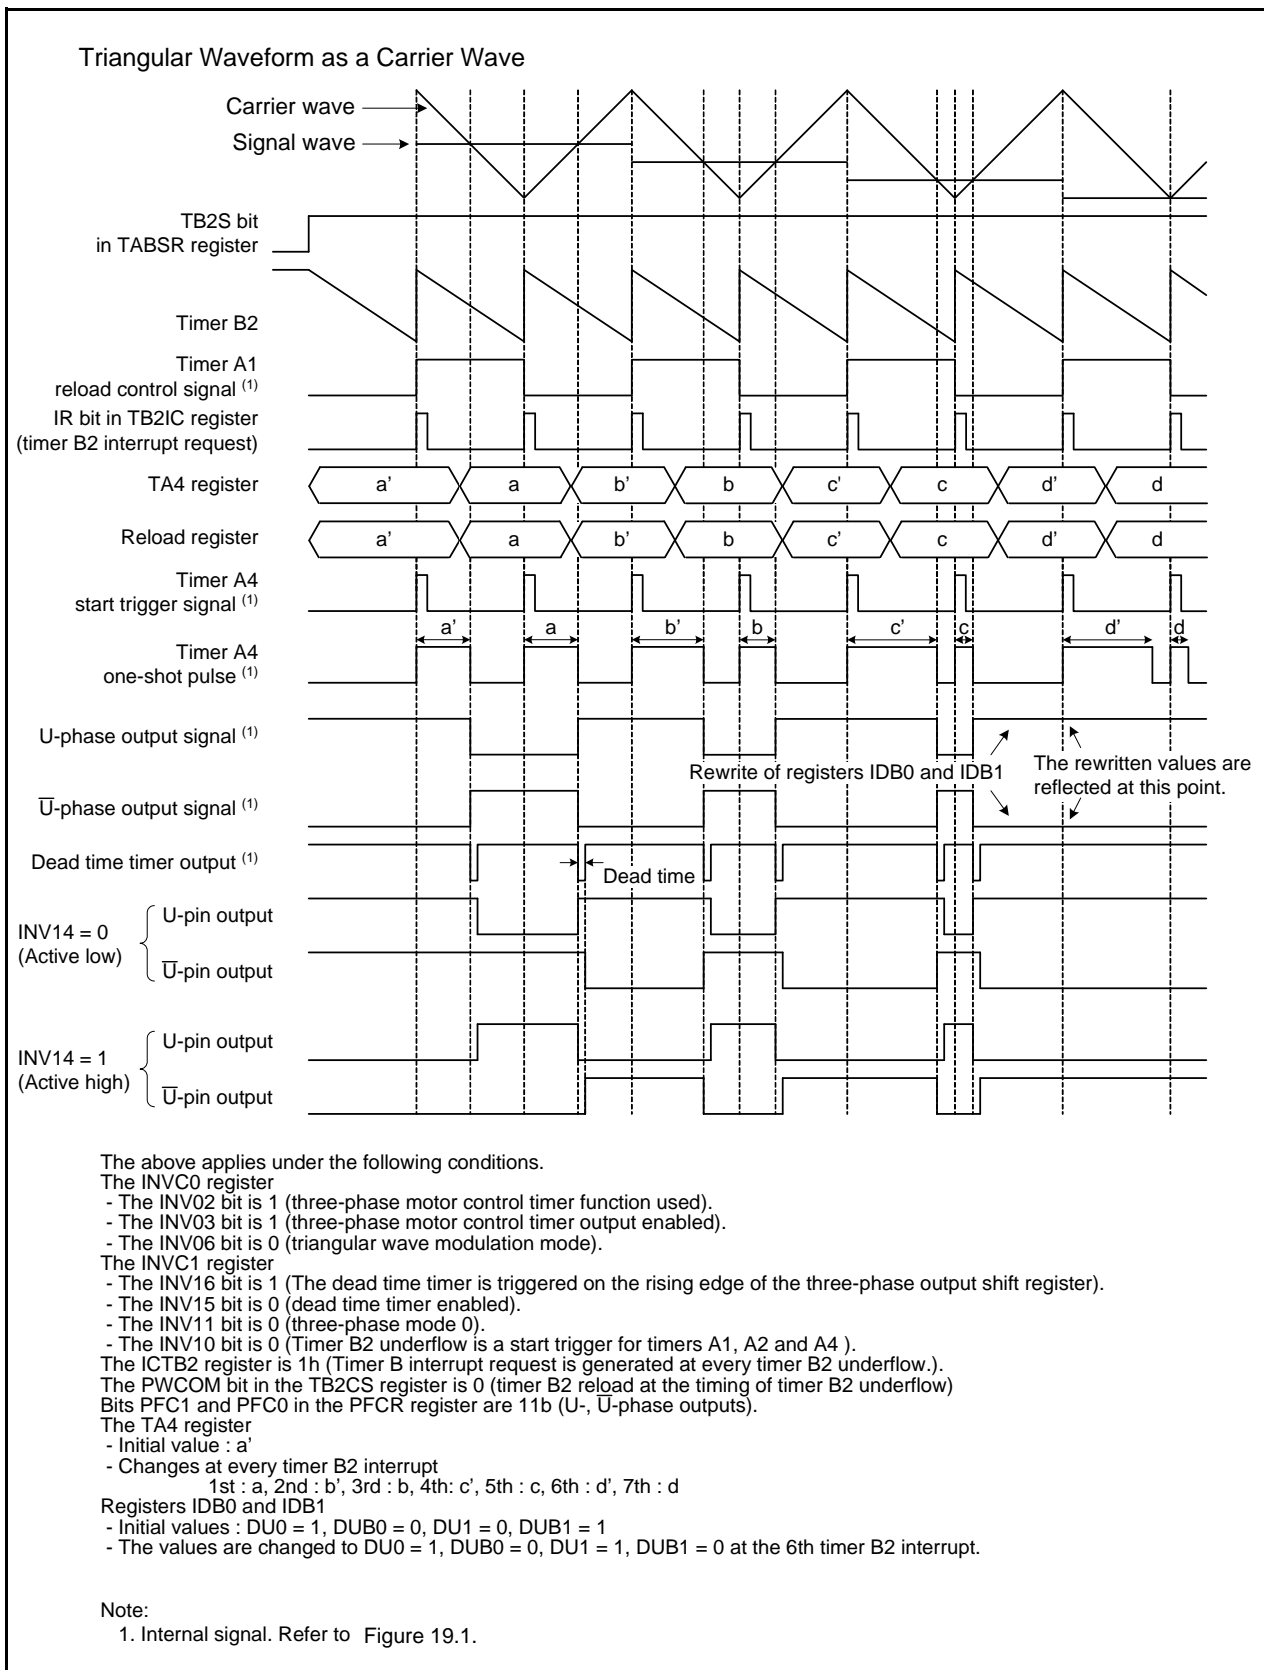 Triangular Waveform as a Carrier Wave
Carrier wave
Signal wave
TB2S bit
in TABSR register
Timer B2
Timer A1
reload control signal (1)
IR bit in TB2IC register
(timer B2 interrupt request)
TA4 register
a' a b' b c' c d' d
Reload register
a' a b' b c' c d' d
Timer A4
start trigger signal (1)
a' a b' b c' c d' d
Timer A4
one-shot pulse (1)
U-phase output signal (1)
Rewrite of registers IDB0 and IDB1
The rewritten values are
reflected at this point.
U̅-phase output signal (1)
Dead time timer output (1)
Dead time
INV14 = 0
(Active low)
U-pin output
U̅-pin output
INV14 = 1
(Active high)
U-pin output
U̅-pin output
The above applies under the following conditions.
The INVC0 register
- The INV02 bit is 1 (three-phase motor control timer function used).
- The INV03 bit is 1 (three-phase motor control timer output enabled).
- The INV06 bit is 0 (triangular wave modulation mode).
The INVC1 register
- The INV16 bit is 1 (The dead time timer is triggered on the rising edge of the three-phase output shift register).
- The INV15 bit is 0 (dead time timer enabled).
- The INV11 bit is 0 (three-phase mode 0).
- The INV10 bit is 0 (Timer B2 underflow is a start trigger for timers A1, A2 and A4 ).
The ICTB2 register is 1h (Timer B interrupt request is generated at every timer B2 underflow.).
The PWCOM bit in the TB2CS register is 0 (timer B2 reload at the timing of timer B2 underflow)
Bits PFC1 and PFC0 in the PFCR register are 11b (U-, U̅-phase outputs).
The TA4 register
- Initial value : a'
- Changes at every timer B2 interrupt
1st : a, 2nd : b', 3rd : b, 4th: c', 5th : c, 6th : d', 7th : d
Registers IDB0 and IDB1
- Initial values : DU0 = 1, DUB0 = 0, DU1 = 0, DUB1 = 1
- The values are changed to DU0 = 1, DUB0 = 0, DU1 = 1, DUB1 = 0 at the 6th timer B2 interrupt.
Note:
1. Internal signal. Refer to Figure 19.1.